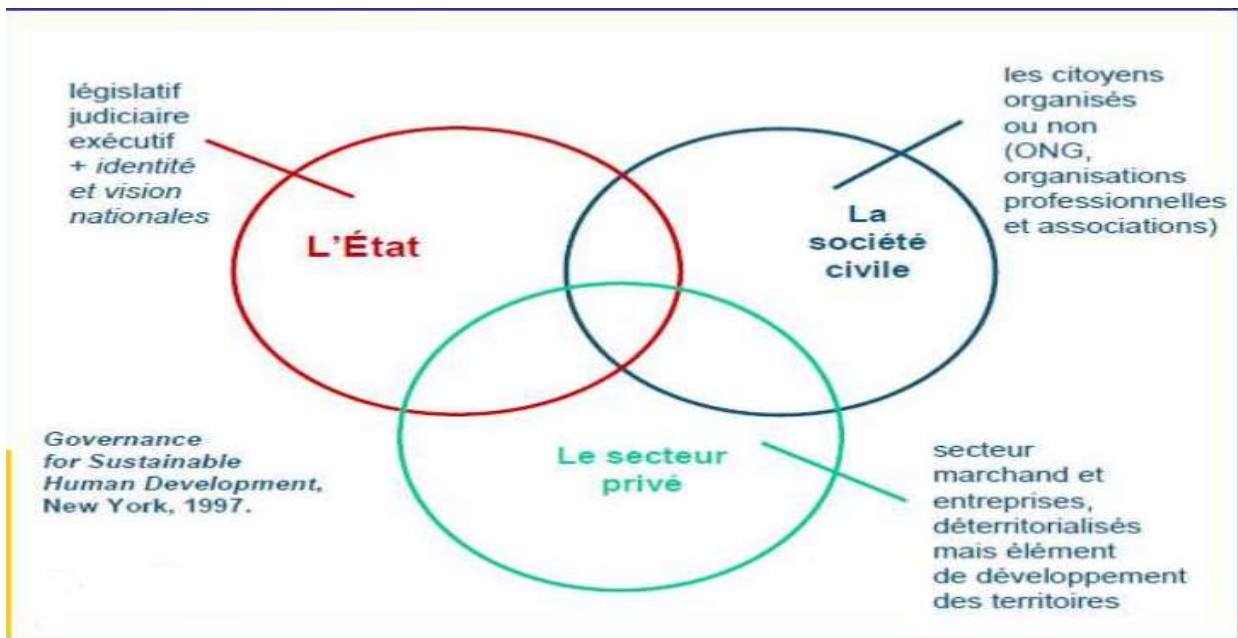 législatif
judiciaire
exécutif
+ identité
et vision
nationales
L'État
les citoyens
organisés
ou non
(ONG,
organisations
professionnelles
et associations)
La
société
civile
Governance
for Sustainable
Human Development,
New York, 1997.
Le secteur
privé
secteur
marchand et
entreprises,
déterritorialisés
mais élément
de développement
des territoires